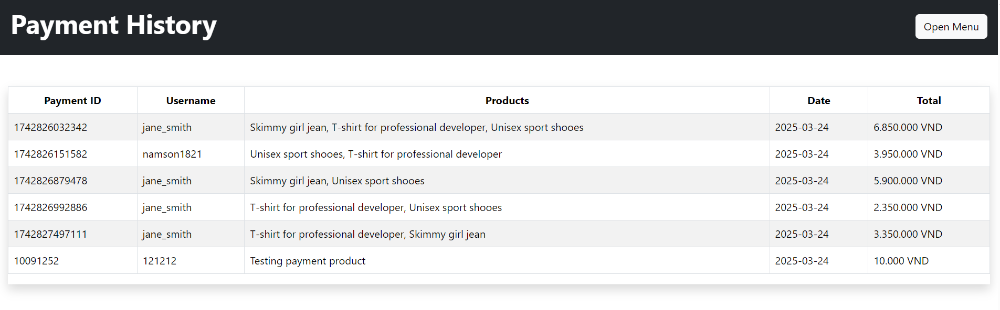 Payment History
Open Menu
Payment ID Username Products Date Total
1742826032342 jane_smith Skimmy girl jean, T-shirt for professional developer, Unisex sport shooes 2025-03-24 6.850.000 VND
1742826151582 namson1821 Unisex sport shooes, T-shirt for professional developer 2025-03-24 3.950.000 VND
1742826879478 jane_smith Skimmy girl jean, Unisex sport shooes 2025-03-24 5.900.000 VND
1742826992886 jane_smith T-shirt for professional developer, Unisex sport shooes 2025-03-24 2.350.000 VND
1742827497111 jane_smith T-shirt for professional developer, Skimmy girl jean 2025-03-24 3.350.000 VND
10091252 121212 Testing payment product 2025-03-24 10.000 VND